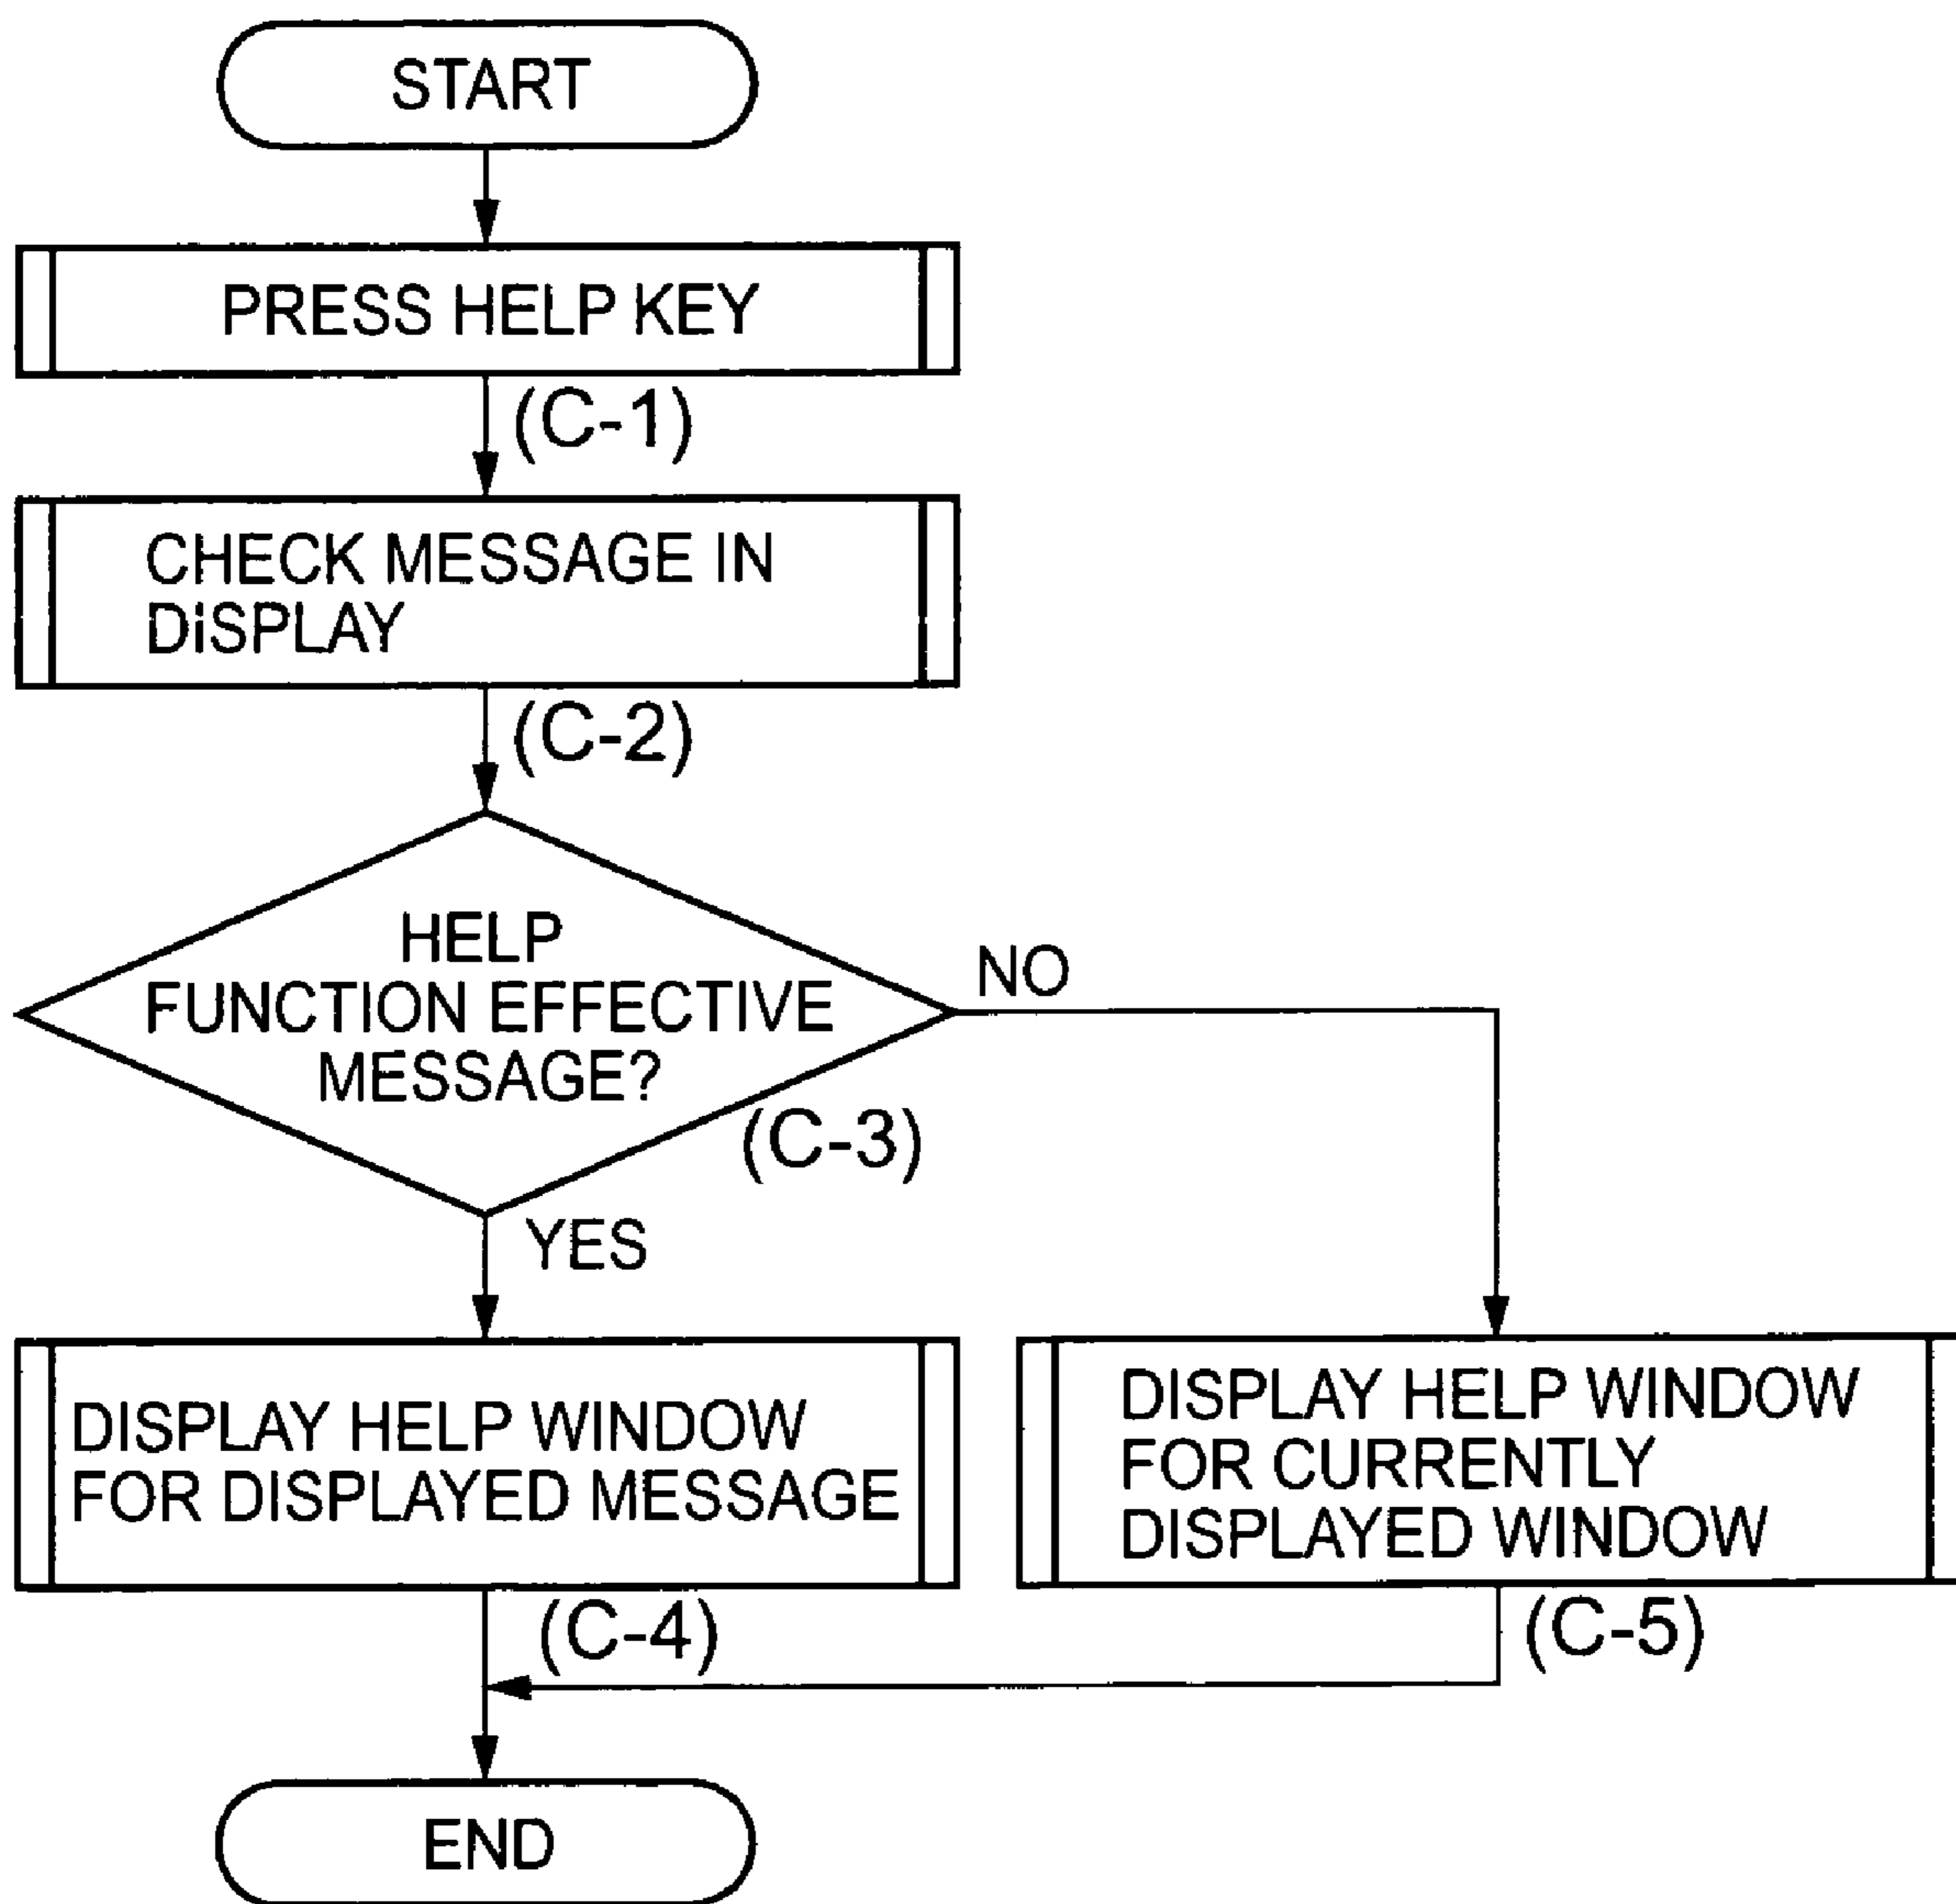 START
PRESS HELP KEY
(C-1)
CHECK MESSAGE IN
DiSPLAY
(C-2)
HELP
FUNCTION EFFECTIVE
MESSAGE?
(C-3)
NO
YES
DISPLAY HELP WINDOW
FOR DISPLAYED MESSAGE
(C-4)
DISPLAY HELP WINDOW
FOR CURRENTLY
DISPLAYED WINDOW
(C-5)
END